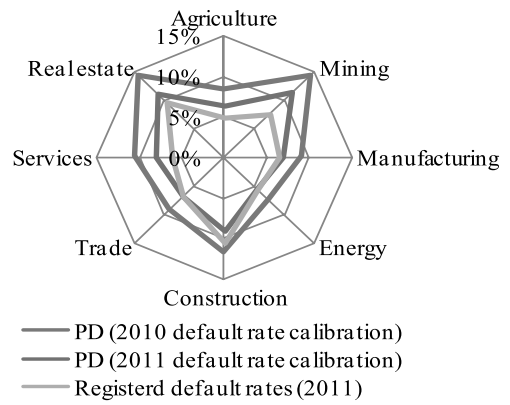 Agriculture
15%
Realestate
10%
Mining
5%
Services
0%
Manufacturing
Trade
Energy
Construction
PD (2010 default rate calibration)
PD (2011 default rate calibration)
Registerd default rates (2011)